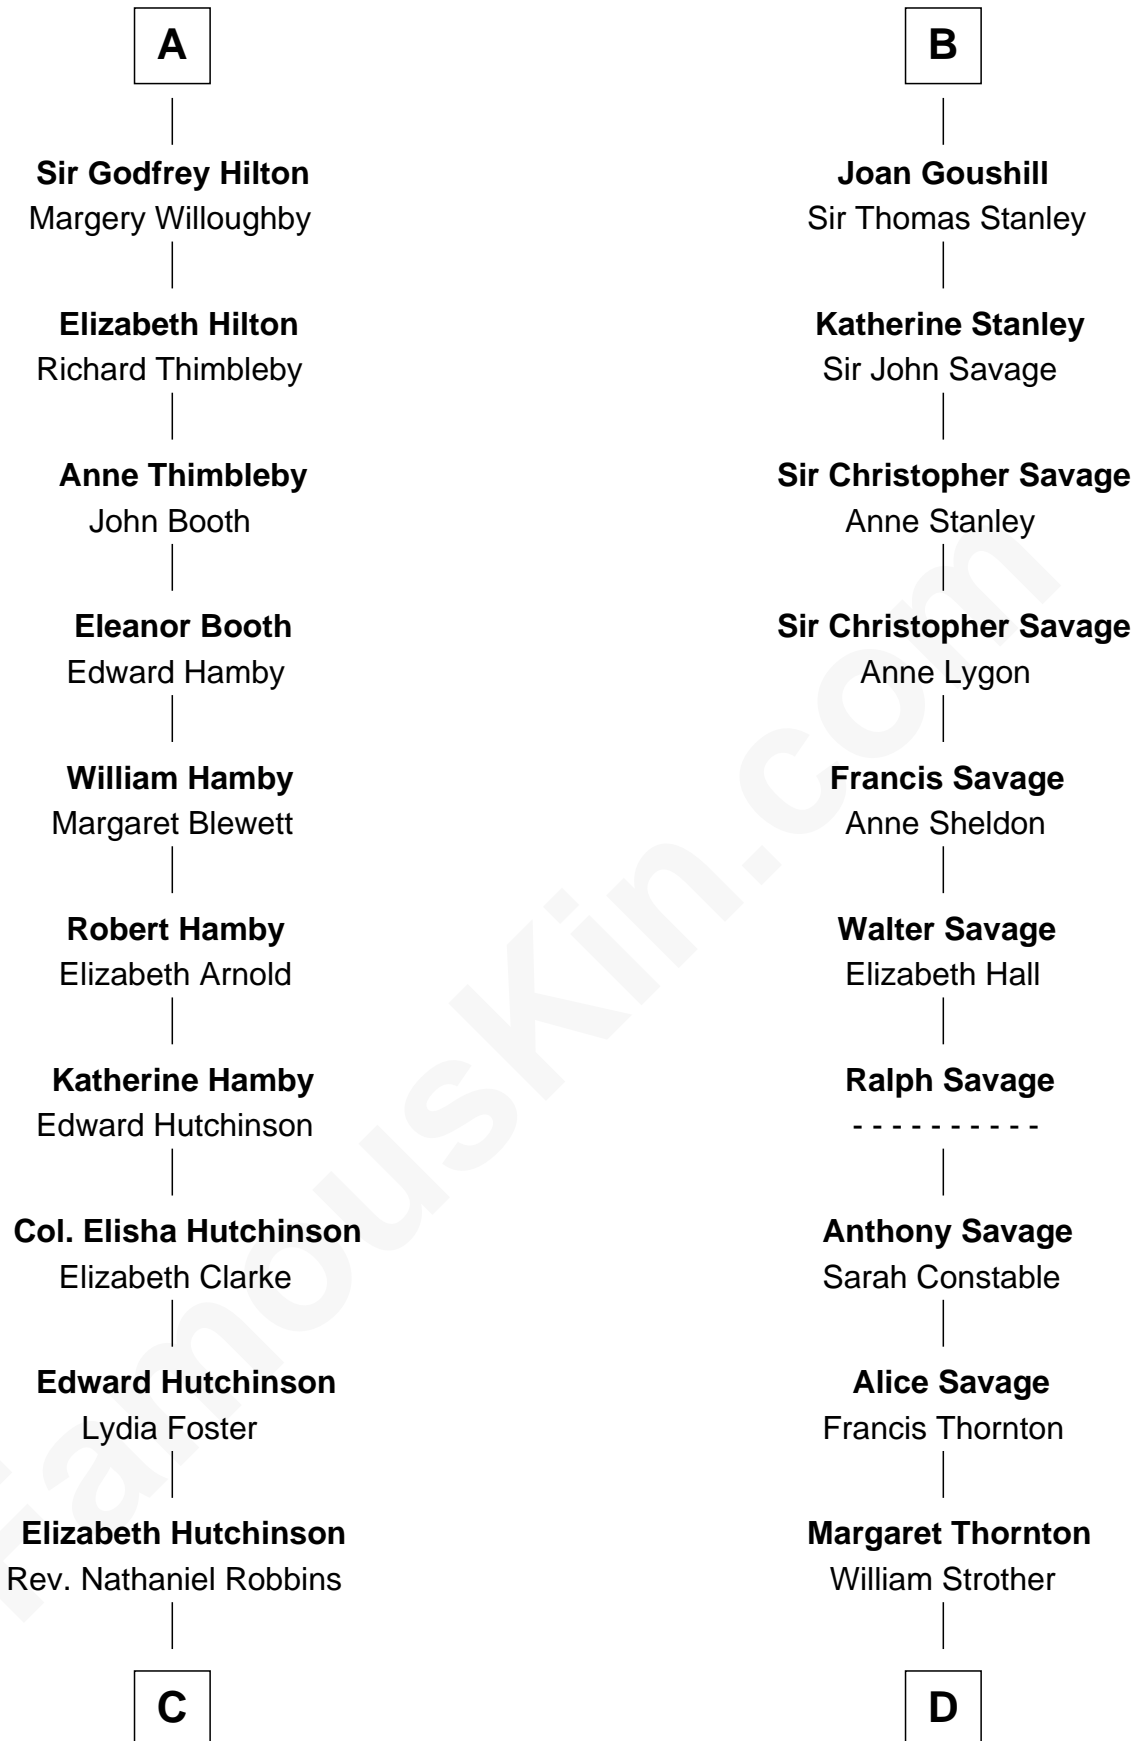 A
Sir Godfrey Hilton
Margery Willoughby
Elizabeth Hilton
Richard Thimbleby
Anne Thimbleby
John Booth
Eleanor Booth
Edward Hamby
William Hamby
Margaret Blewett
Robert Hamby
Elizabeth Arnold
Katherine Hamby
Edward Hutchinson
Col. Elisha Hutchinson
Elizabeth Clarke
Edward Hutchinson
Lydia Foster
Elizabeth Hutchinson
Rev. Nathaniel Robbins
C
B
Joan Goushill
Sir Thomas Stanley
Katherine Stanley
Sir John Savage
Sir Christopher Savage
Anne Stanley
Sir Christopher Savage
Anne Lygon
Francis Savage
Anne Sheldon
Walter Savage
Elizabeth Hall
Ralph Savage
- - - - - - - - - -
Anthony Savage
Sarah Constable
Alice Savage
Francis Thornton
Margaret Thornton
William Strother
D
FamousKin.com